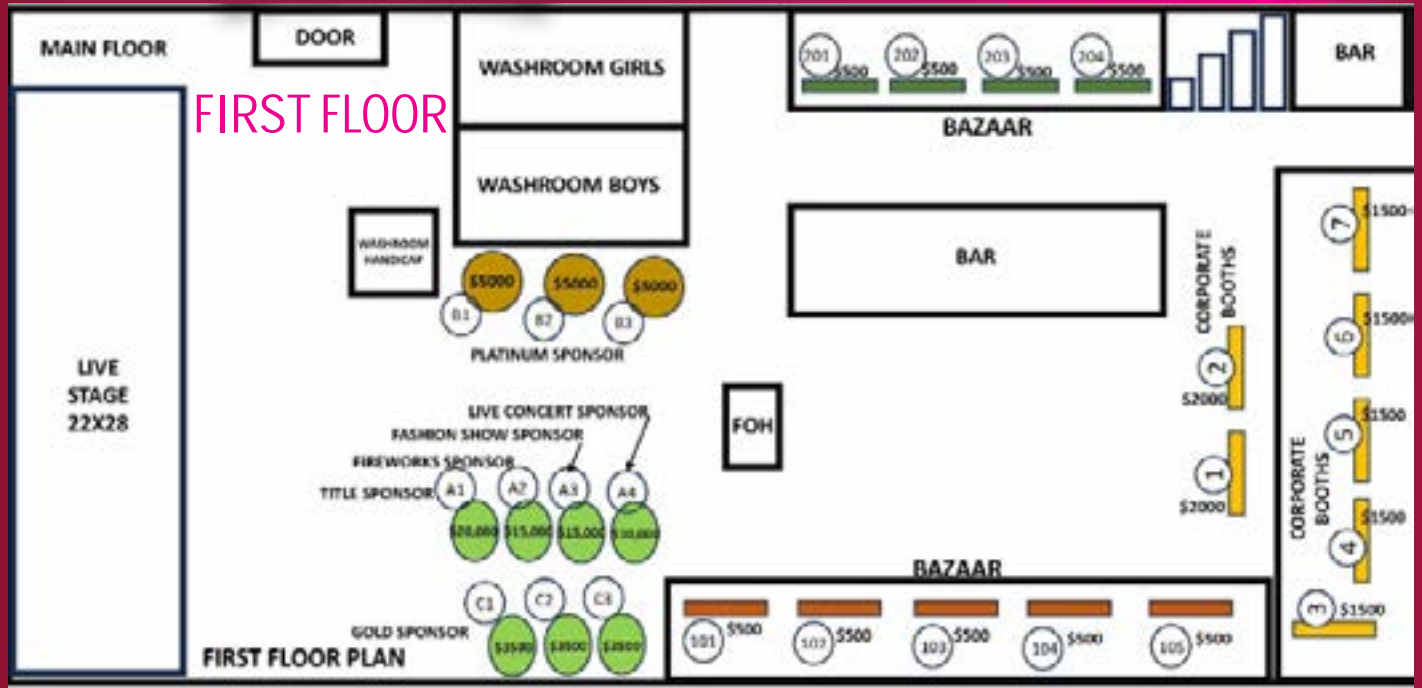 MAIN FLOOR
DOOR
FIRST FLOOR
WASHROOM GIRLS
WASHROOM BOYS
WASHROOM
HANDICAP
201
$500
202
$500
203
$500
204
$500
BAZAAR
BAR
BAR
LIVE
STAGE
22X28
$5000
$5000
$5000
B1
B2
B3
PLATINUM SPONSOR
LIVE CONCERT SPONSOR
FASHION SHOW SPONSOR
FIREWORKS SPONSOR
TITLE SPONSOR
A1
A2
A3
A4
$20,000
$15,000
$15,000
FOH
CORPORATE
BOOTHS
2
$2000
1
$2000
CORPORATE
BOOTHS
7
$1500
6
$1500
5
$1500
4
$1500
3
$1500
C1
C2
C3
GOLD SPONSOR
$3500
FIRST FLOOR PLAN
BAZAAR
101
$500
102
$500
103
$500
104
$500
105
$500